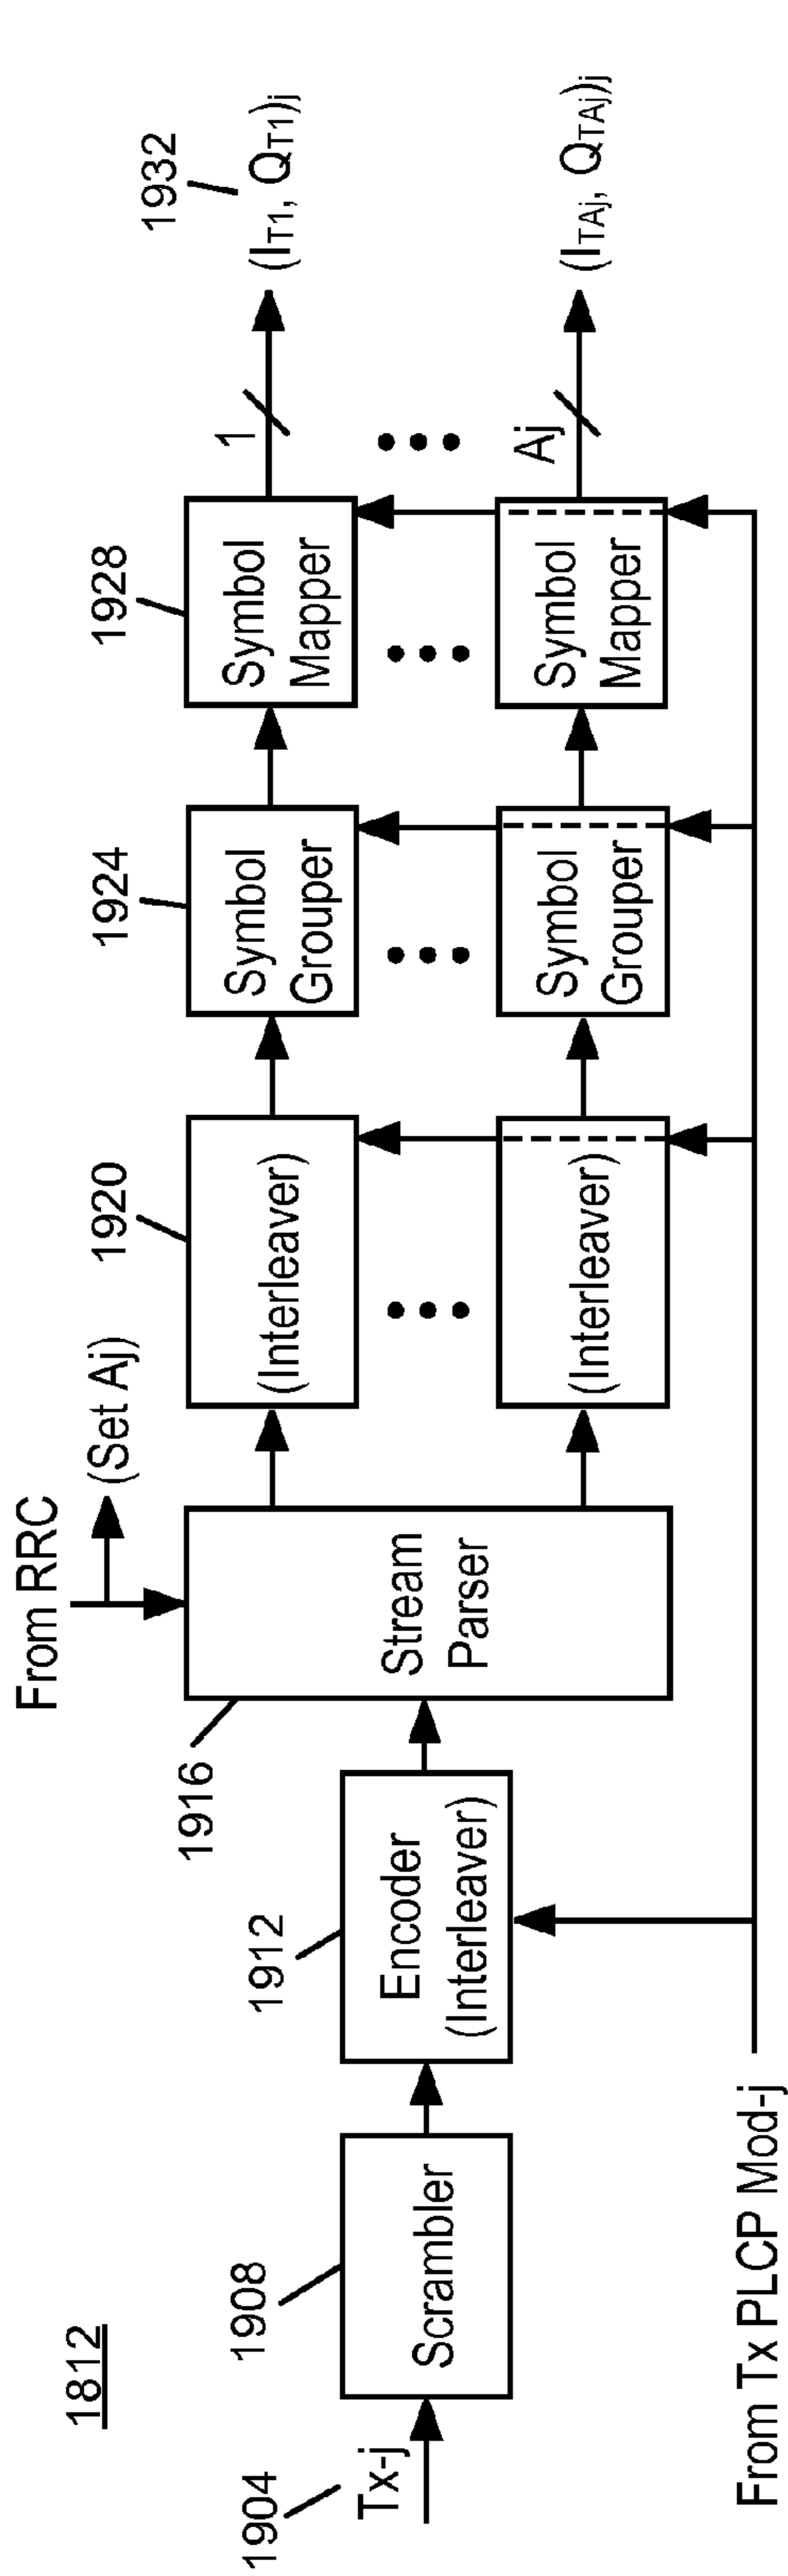 1812
1904
Tx-j
1908
Scrambler
1912
Encoder
(Interleaver)
1916
From RRC
(Set Aj)
Stream
Parser
1920
(Interleaver)
(Interleaver)
1924
Symbol
Grouper
Symbol
Grouper
1928
Symbol
Mapper
Symbol
Mapper
1
Aj
1932
(IT1, QT1)j
(ITAj, QTAj)j
From Tx PLCP Mod-j